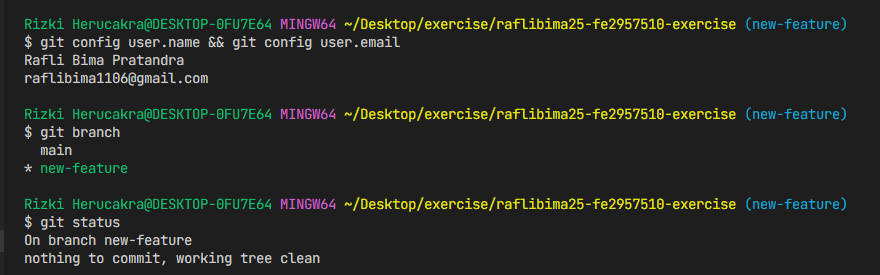 Rizki Herucakra@DESKTOP-0FU7E64 MINGW64 ~/Desktop/exercise/raflibima25-fe2957510-exercise (new-feature)
$ git config user.name && git config user.email
Rafli Bima Pratandra
raflibima1106@gmail.com

Rizki Herucakra@DESKTOP-0FU7E64 MINGW64 ~/Desktop/exercise/raflibima25-fe2957510-exercise (new-feature)
$ git branch
  main
* new-feature

Rizki Herucakra@DESKTOP-0FU7E64 MINGW64 ~/Desktop/exercise/raflibima25-fe2957510-exercise (new-feature)
$ git status
On branch new-feature
nothing to commit, working tree clean